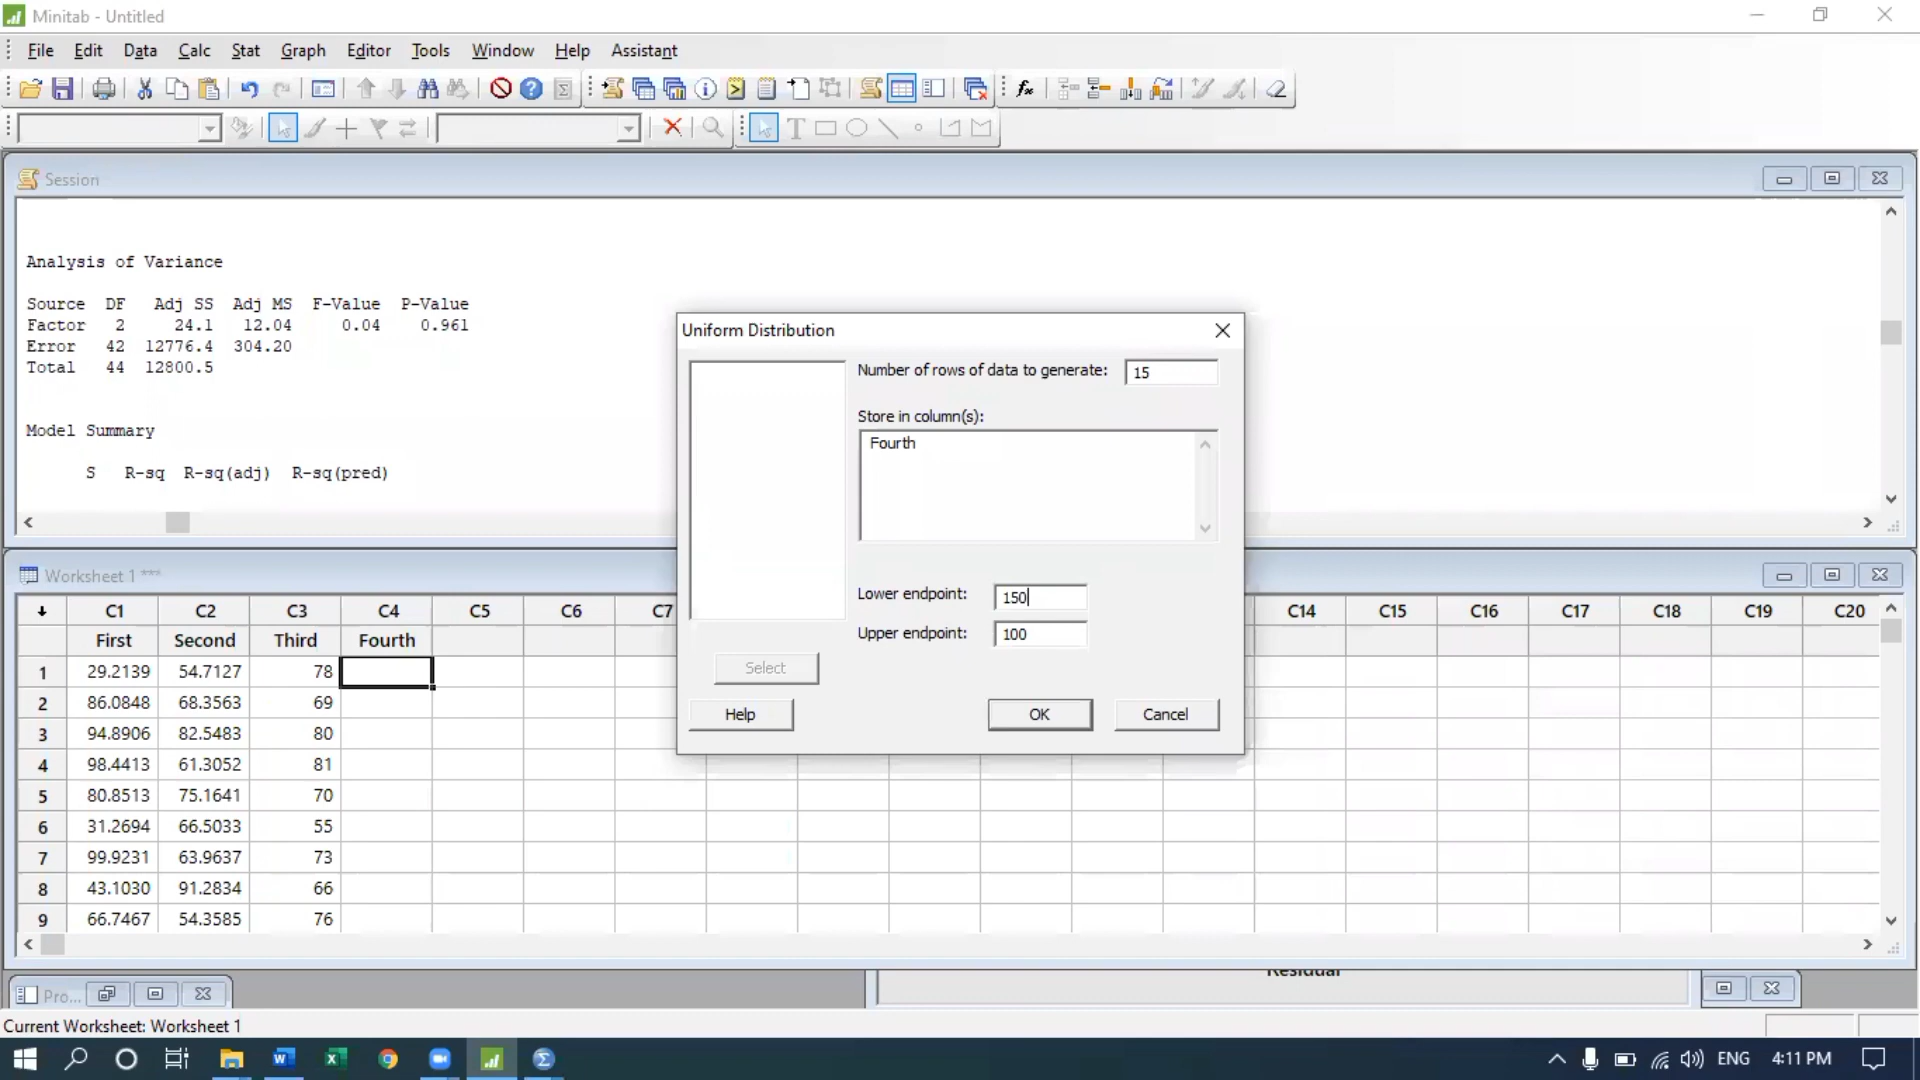 Minitab - Untitled
File Edit Data Calc Stat Graph Editor Tools Window Help Assistant
Session
Analysis of Variance
Source DF Adj SS Adj MS F-Value P-Value
Factor 2 24.1 12.04 0.04 0.961
Error 42 12776.4 304.20
Total 44 12800.5
Model Summary
S R-sq R-sq(adj) R-sq(pred)
Uniform Distribution
Number of rows of data to generate: 15
Store in column(s):
Fourth
Lower endpoint: 150
Upper endpoint: 100
Select
Help OK Cancel
Worksheet 1 ***
C1 C2 C3 C4 C5 C6 C7 C14 C15 C16 C17 C18 C19 C20
First Second Third Fourth
1 29.2139 54.7127 78
2 86.0848 68.3563 69
3 94.8906 82.5483 80
4 98.4413 61.3052 81
5 80.8513 75.1641 70
6 31.2694 66.5033 55
7 99.9231 63.9637 73
8 43.1030 91.2834 66
9 66.7467 54.3585 76
Pro... Residual
Current Worksheet: Worksheet 1
ENG 4:11 PM